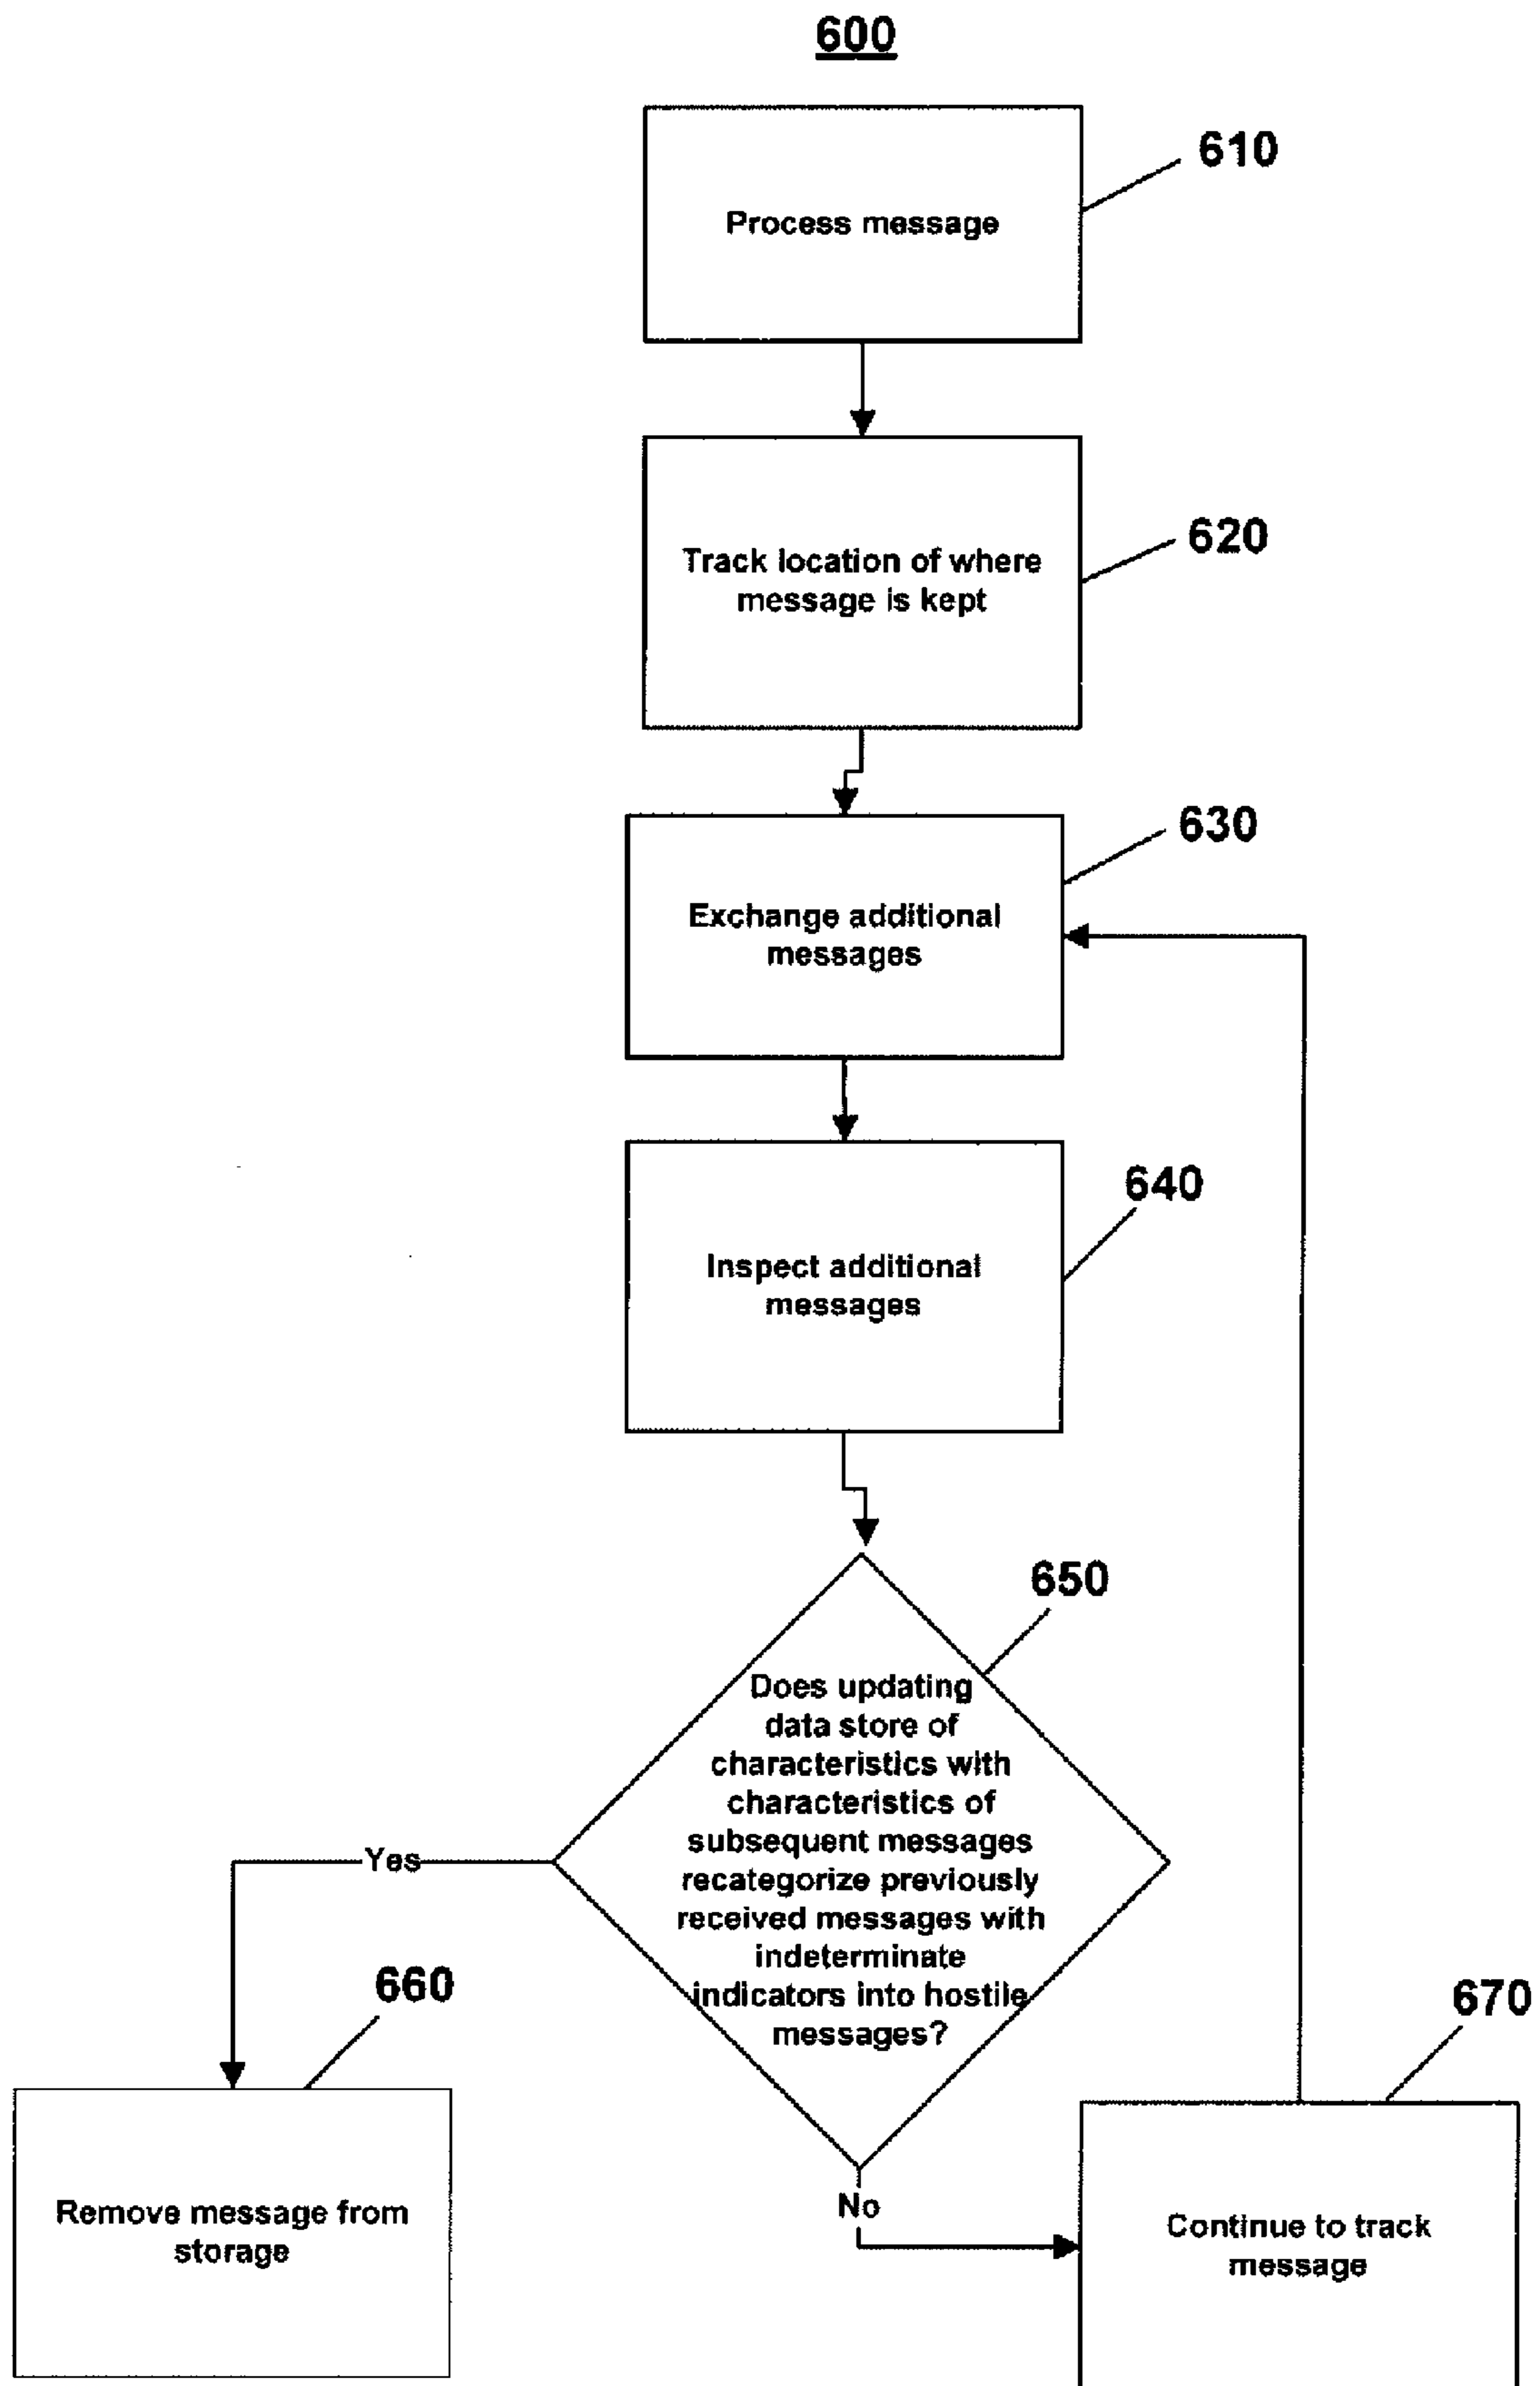 600
610
Process message
620
Track location of where
message is kept
630
Exchange additional
messages
640
Inspect additional
messages
650
Does updating
data store of
characteristics with
characteristics of
subsequent messages
recategorize previously
received messages with
indeterminate
indicators into hostile
messages?
Yes
660
Remove message from
storage
No
670
Continue to track
message